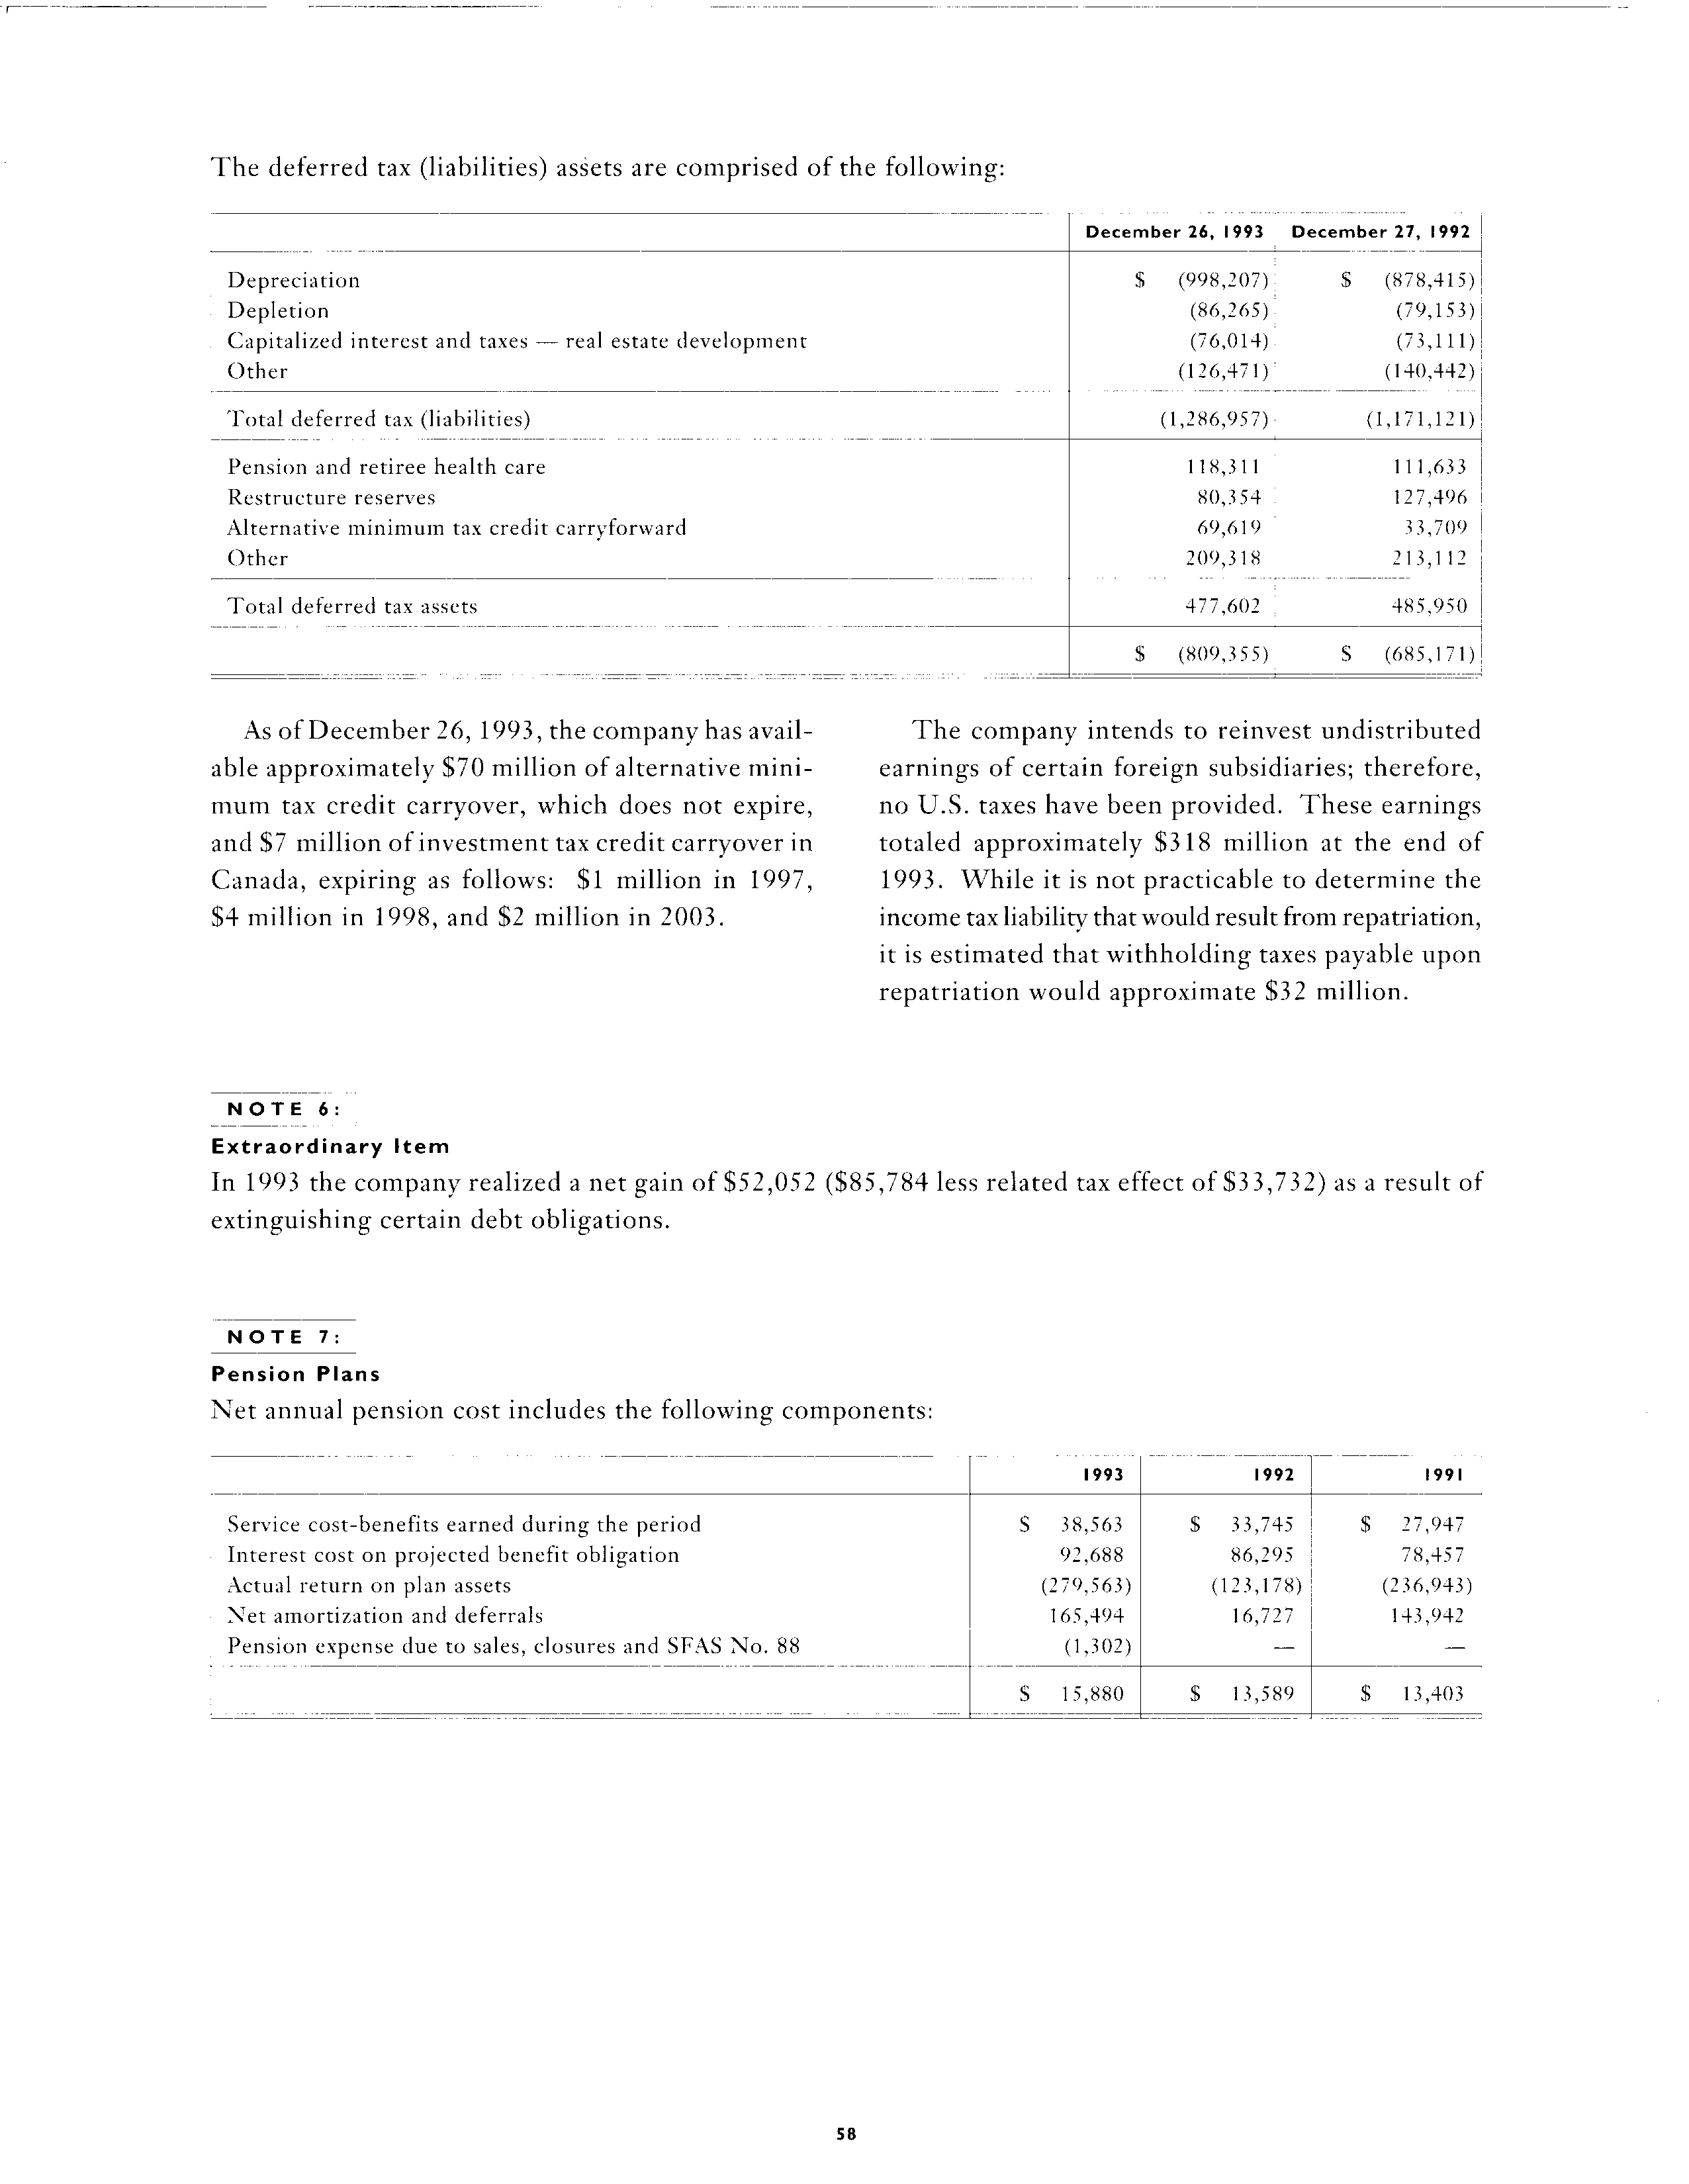 The deferred tax (liabilities) assets are comprised of the following:
December 26, 1993 December 27, 1992
Depreciation $ (998,207) $ (878,415)
Depletion (86,265) (79,153)
Capitalized interest and taxes — real estate development (76,014) (73,111)
Other (126,471) (140,442)
Total deferred tax (liabilities) (1,286,957) (1,171,121)
Pension and retiree health care 118,311 111,633
Restructure reserves 80,354 127,496
Alternative minimum tax credit carryforward 69,619 33,709
Other 209,318 213,112
Total deferred tax assets 477,602 485,950
$ (809,355) $ (685,171)
As of December 26, 1993, the company has avail-
able approximately $70 million of alternative mini-
mum tax credit carryover, which does not expire,
and $7 million of investment tax credit carryover in
Canada, expiring as follows: $1 million in 1997,
$4 million in 1998, and $2 million in 2003.
The company intends to reinvest undistributed
earnings of certain foreign subsidiaries; therefore,
no U.S. taxes have been provided. These earnings
totaled approximately $318 million at the end of
1993. While it is not practicable to determine the
income tax liability that would result from repatriation,
it is estimated that withholding taxes payable upon
repatriation would approximate $32 million.
NOTE 6:
Extraordinary Item
In 1993 the company realized a net gain of $52,052 ($85,784 less related tax effect of $33,732) as a result of
extinguishing certain debt obligations.
NOTE 7:
Pension Plans
Net annual pension cost includes the following components:
1993 1992 1991
Service cost-benefits earned during the period $ 38,563 $ 33,745 $ 27,947
Interest cost on projected benefit obligation 92,688 86,295 78,457
Actual return on plan assets (279,563) (123,178) (236,943)
Net amortization and deferrals 165,494 16,727 143,942
Pension expense due to sales, closures and SFAS No. 88 (1,302) — —
$ 15,880 $ 13,589 $ 13,403
58